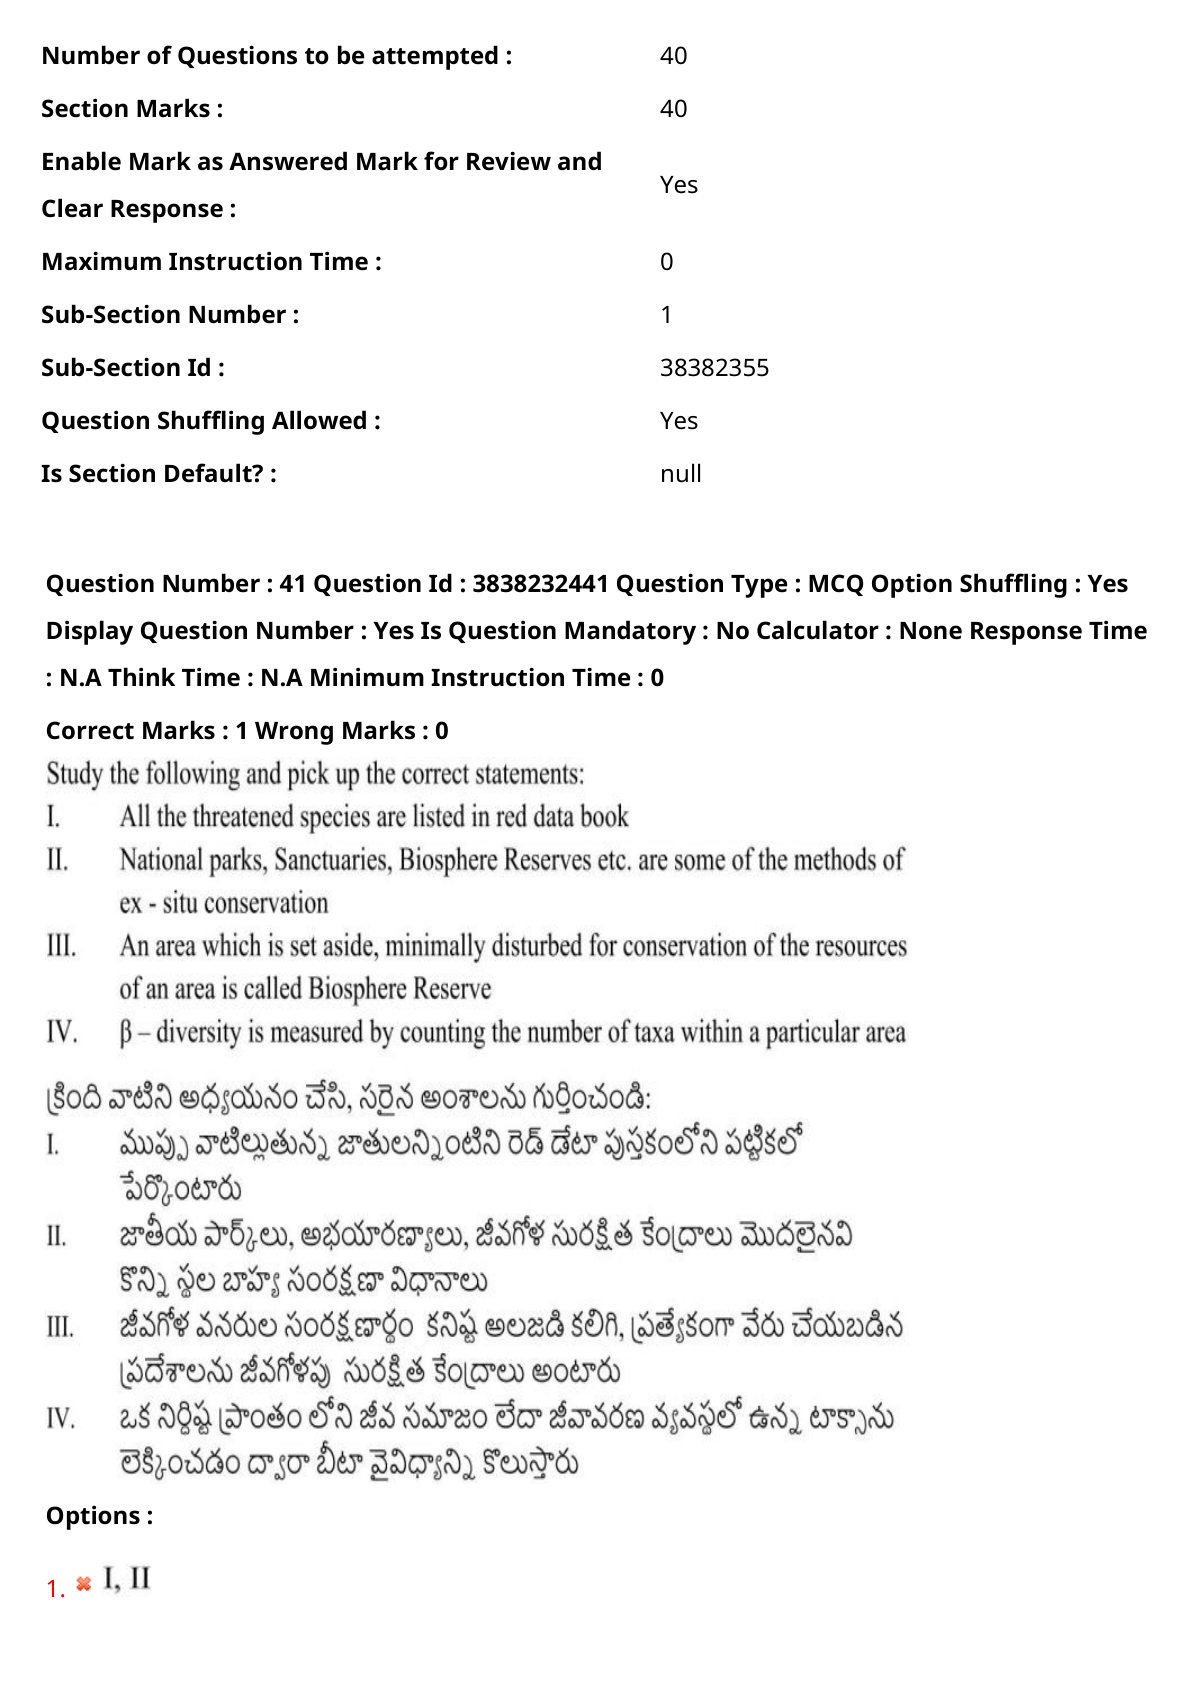 Number of Questions to be attempted : 40
Section Marks : 40
Enable Mark as Answered Mark for Review and
Clear Response : Yes
Maximum Instruction Time : 0
Sub-Section Number : 1
Sub-Section Id : 38382355
Question Shuffling Allowed : Yes
Is Section Default? : null
Question Number : 41 Question Id : 3838232441 Question Type : MCQ Option Shuffling : Yes
Display Question Number : Yes Is Question Mandatory : No Calculator : None Response Time
: N.A Think Time : N.A Minimum Instruction Time : 0
Correct Marks : 1 Wrong Marks : 0
Study the following and pick up the correct statements:
I. All the threatened species are listed in red data book
II. National parks, Sanctuaries, Biosphere Reserves etc. are some of the methods of
ex - situ conservation
III. An area which is set aside, minimally disturbed for conservation of the resources
of an area is called Biosphere Reserve
IV. β – diversity is measured by counting the number of taxa within a particular area
క్రింది వాటిని అధ్యయనం చేసి, సరైన అంశాలను గుర్తించండి:
I. ముప్పు వాటిల్లుతున్న జాతులన్నింటిని రెడ్ డేటా పుస్తకంలోని పట్టికలో
పేర్కొంటారు
II. జాతీయ పార్క్‌లు, అభయారణ్యాలు, జీవగోళ సురక్షిత కేంద్రాలు మొదలైనవి
కొన్ని స్థల బాహ్య సంరక్షణా విధానాలు
III. జీవగోళ వనరుల సంరక్షణార్థం కనిష్ట అలజడి కలిగి, ప్రత్యేకంగా వేరు చేయబడిన
ప్రదేశాలను జీవగోళపు సురక్షిత కేంద్రాలు అంటారు
IV. ఒక నిర్దిష్ట ప్రాంతం లోని జీవ సమాజం లేదా జీవావరణ వ్యవస్థలో ఉన్న టాక్సాను
లెక్కించడం ద్వారా బీటా వైవిధ్యాన్ని కొలుస్తారు
Options :
1. I, II